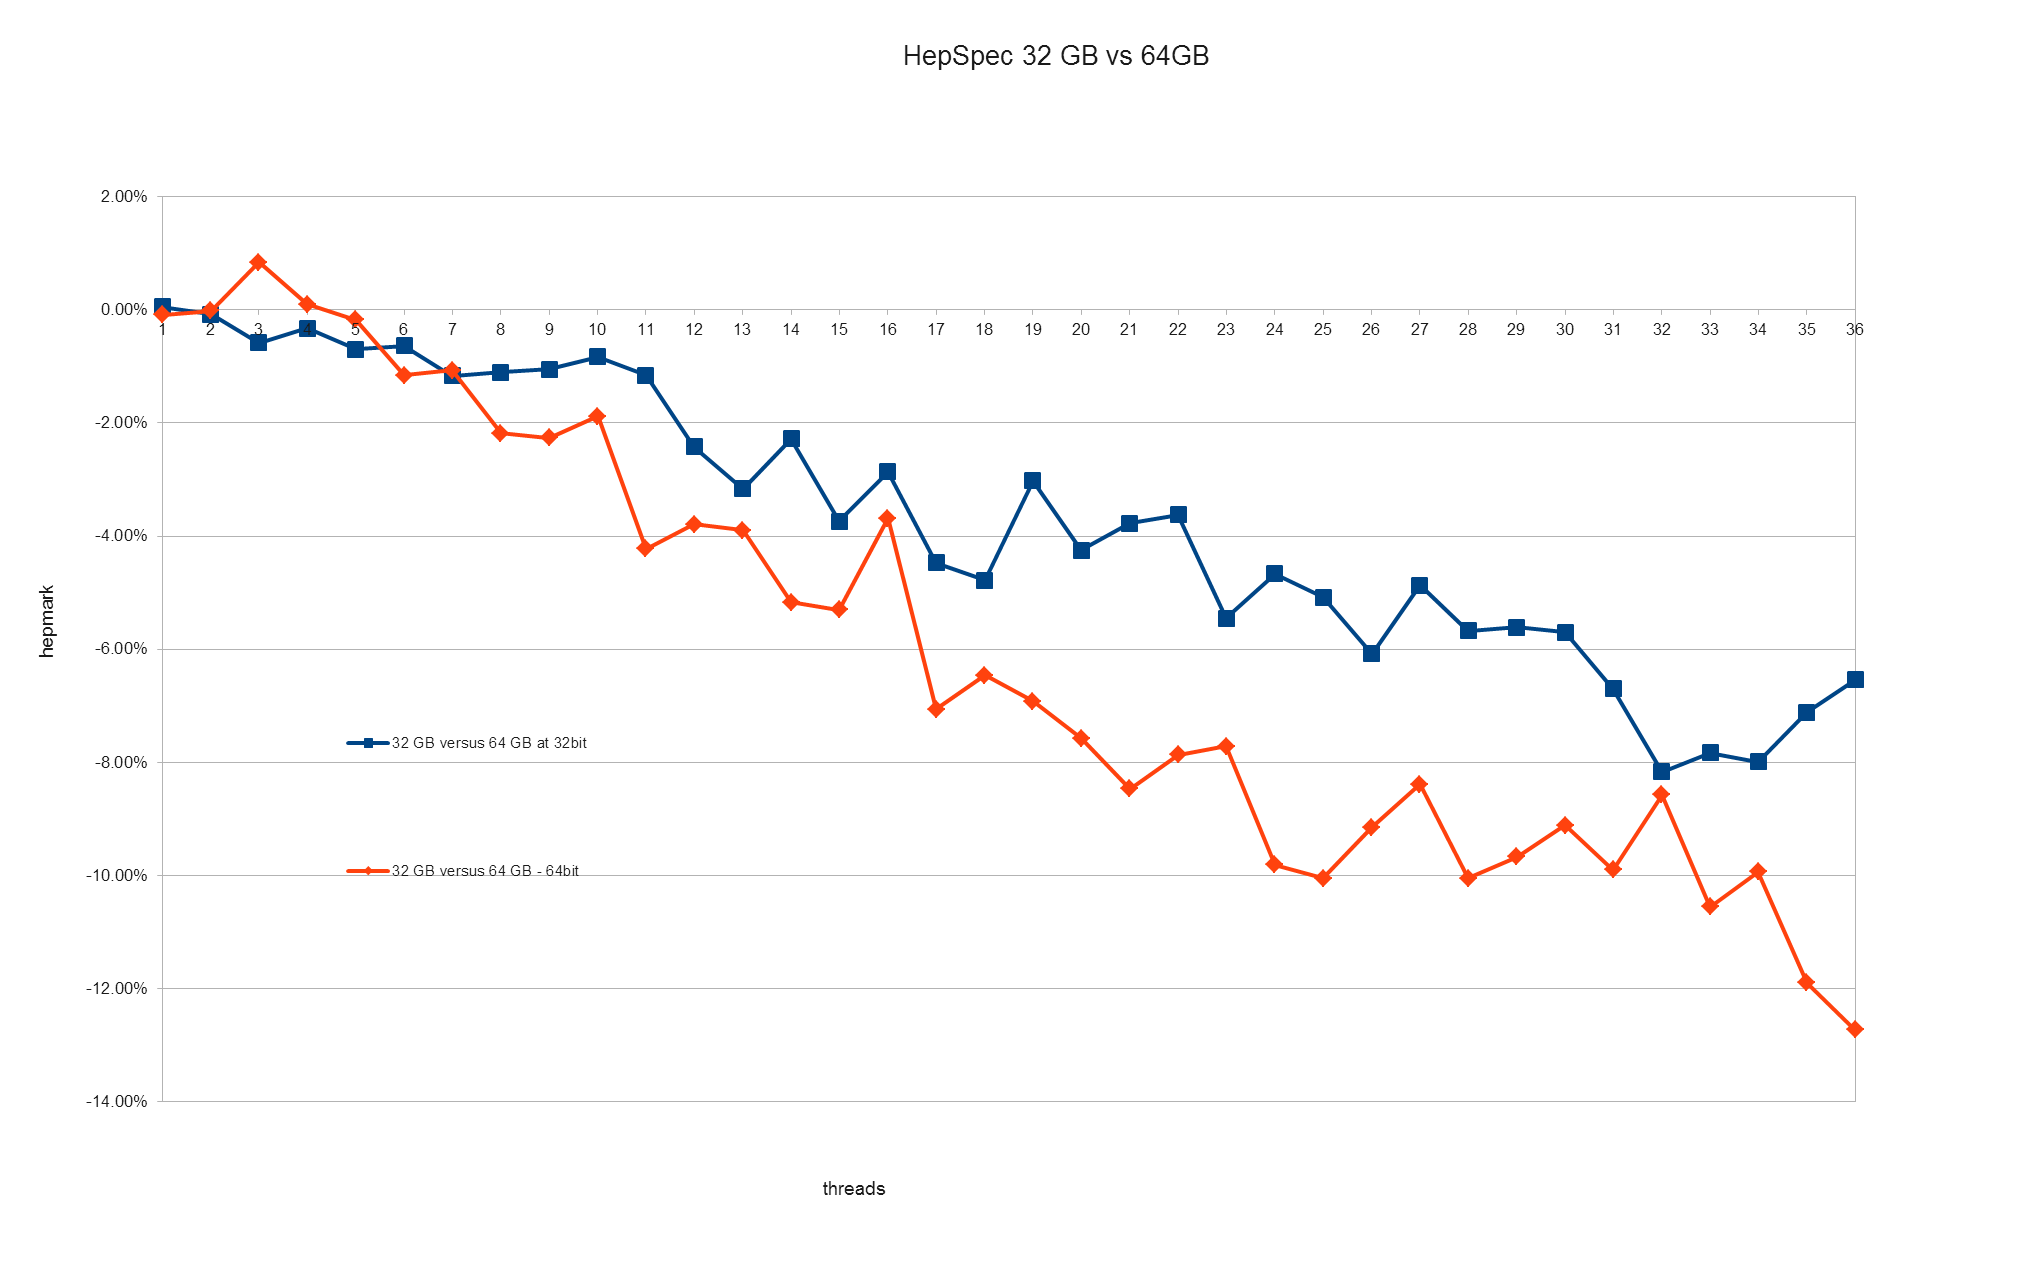 HepSpec 32 GB vs 64GB
2.00%
0.00%
1 2 3 4 5 6 7 8 9 10 11 12 13 14 15 16 17 18 19 20 21 22 23 24 25 26 27 28 29 30 31 32 33 34 35 36
-2.00%
-4.00%
hepmark
-6.00%
32 GB versus 64 GB at 32bit
-8.00%
32 GB versus 64 GB - 64bit
-10.00%
-12.00%
-14.00%
threads